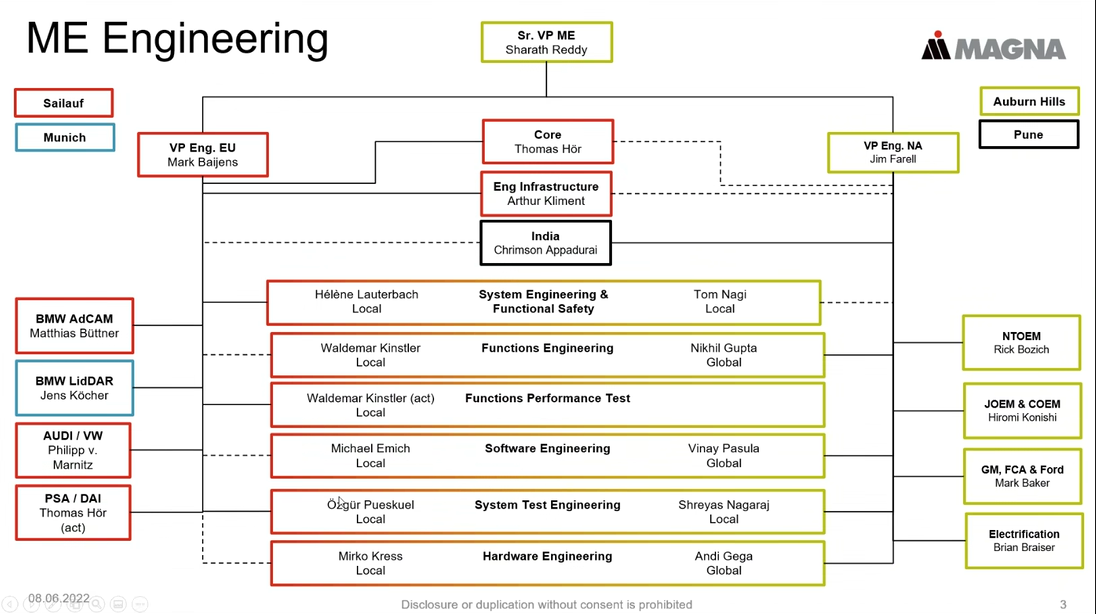 ME Engineering
Sr. VP ME
Sharath Reddy
MAGNA
Sailauf
Munich
Auburn Hills
Pune
VP Eng. EU
Mark Baijens
Core
Thomas Hör
VP Eng. NA
Jim Farell
Eng Infrastructure
Arthur Kliment
India
Chrimson Appadurai
Hélène Lauterbach
Local
System Engineering &
Functional Safety
Tom Nagi
Local
BMW AdCAM
Matthias Büttner
Waldemar Kinstler
Local
Functions Engineering
Nikhil Gupta
Global
NTOEM
Rick Bozich
BMW LidDAR
Jens Köcher
Waldemar Kinstler (act)
Local
Functions Performance Test
JOEM & COEM
Hiromi Konishi
AUDI / VW
Philipp v.
Marnitz
Michael Emich
Local
Software Engineering
Vinay Pasula
Global
GM, FCA & Ford
Mark Baker
PSA / DAI
Thomas Hör
(act)
Özgür Pueskuel
Local
System Test Engineering
Shreyas Nagaraj
Local
Electrification
Brian Braiser
Mirko Kress
Local
Hardware Engineering
Andi Gega
Global
08.06.2022
Disclosure or duplication without consent is prohibited
3